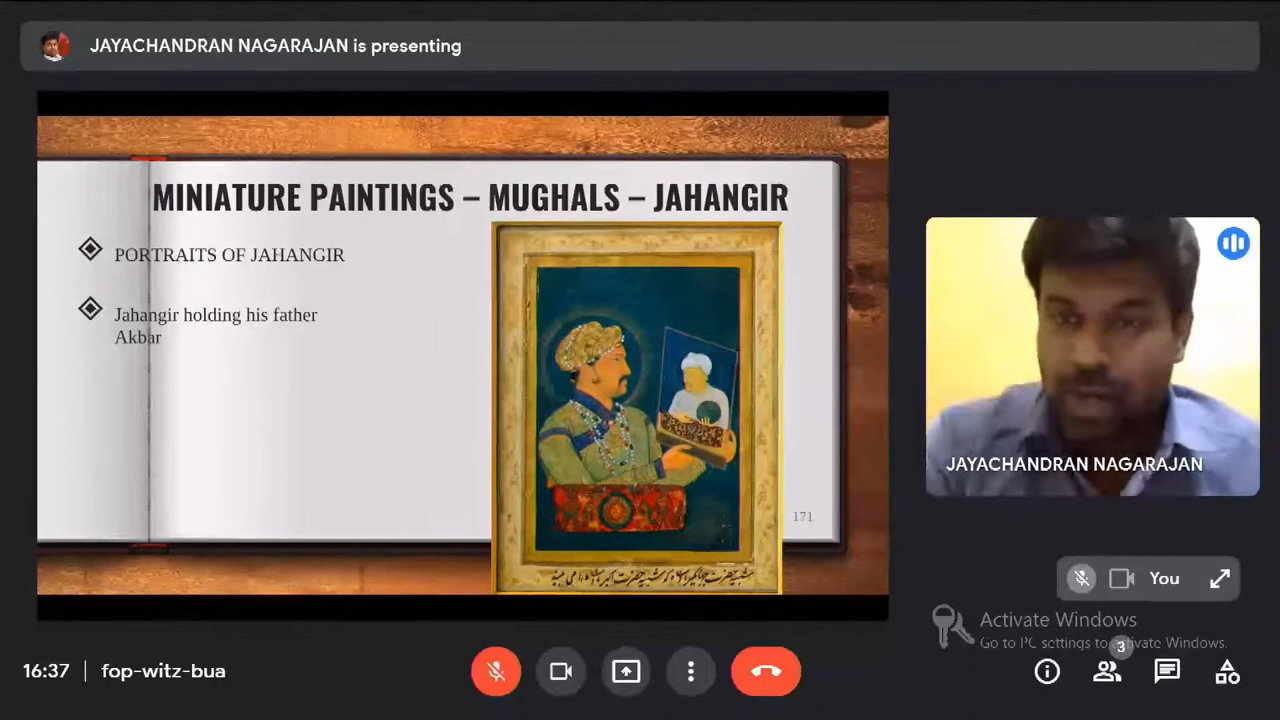 JAYACHANDRAN NAGARAJAN is presenting
MINIATURE PAINTINGS – MUGHALS – JAHANGIR
PORTRAITS OF JAHANGIR
Jahangir holding his father
Akbar
171
JAYACHANDRAN NAGARAJAN
You
Activate Windows
Go to PC settings to activate Windows.
3
16:37 | fop-witz-bua